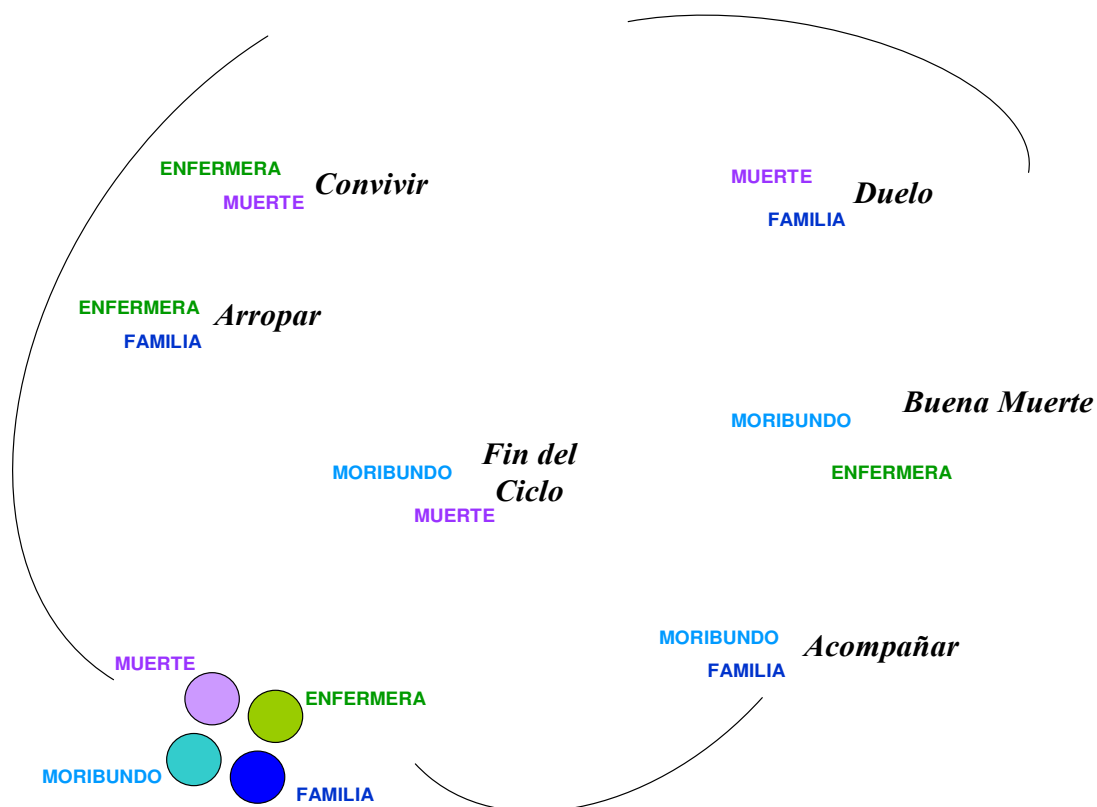 ENFERMERA
MUERTE
Convivir
MUERTE
FAMILIA
Duelo
ENFERMERA
FAMILIA
Arropar
MORIBUNDO
ENFERMERA
Buena Muerte
MORIBUNDO
MUERTE
Fin del
Ciclo
MORIBUNDO
FAMILIA
Acompañar
MUERTE
ENFERMERA
MORIBUNDO
FAMILIA